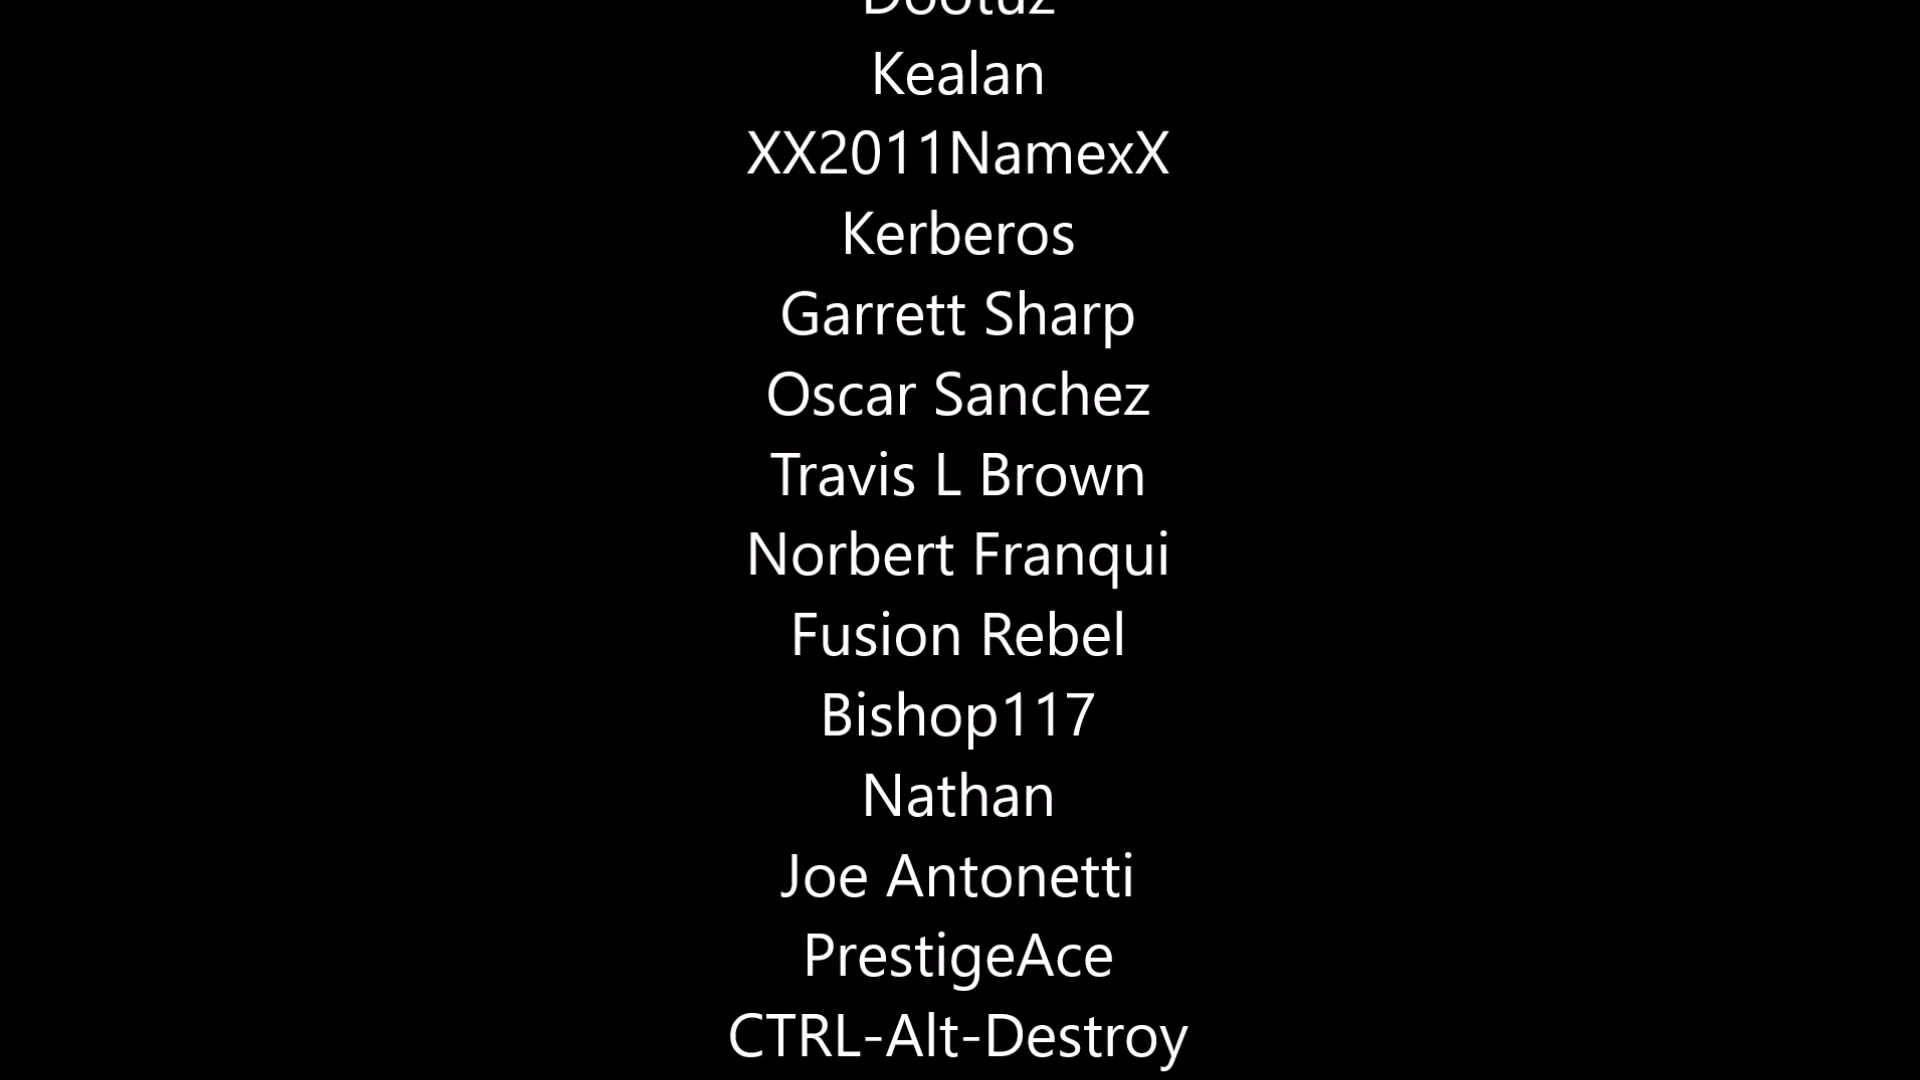 Kealan
XX2011NamexX
Kerberos
Garrett Sharp
Oscar Sanchez
Travis L Brown
Norbert Franqui
Fusion Rebel
Bishop117
Nathan
Joe Antonetti
PrestigeAce
CTRL-Alt-Destroy